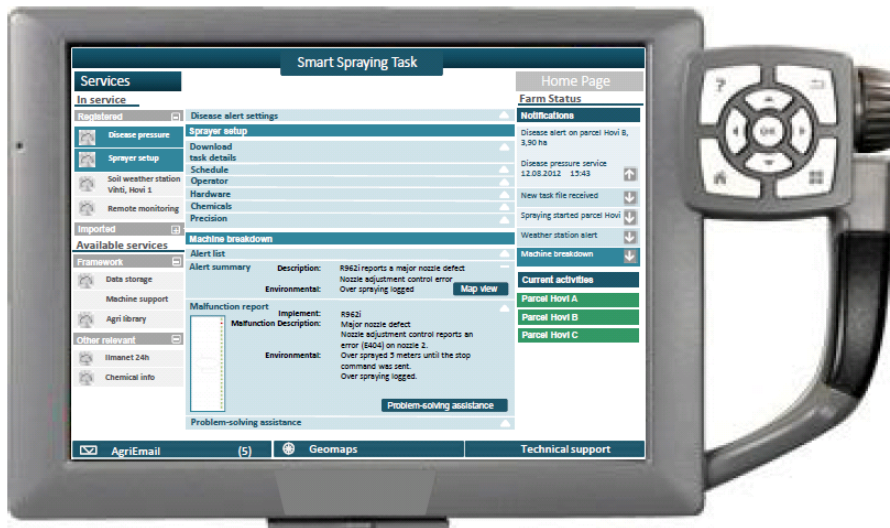 Smart Spraying Task
Services
Home Page
In service
Registered
Disease pressure
Sprayer setup
Soil weather station
Vihti, Hovi 1
Remote monitoring
Imported
Available services
Framework
Data storage
Machine support
Agri library
Other relevant
Ilmanet 24h
Chemical info
Disease alert settings
Sprayer setup
Download
task details
Schedule
Operator
Hardware
Chemicals
Precision
Machine breakdown
Alert list
Alert summary
Description: R962i reports a major nozzle defect
Nozzle adjustment control error
Environmental: Over spraying logged
Map view
Malfunction report
Implement: R962i
Malfunction Description: Major nozzle defect
Nozzle adjustment control reports an
error (E404) on nozzle 2.
Environmental: Over sprayed 5 meters until the stop
command was sent.
Over spraying logged.
Problem-solving assistance
Problem-solving assistance
Farm Status
Notifications
Disease alert on parcel Hovi B,
3,90 ha
Disease pressure service
12.08.2012 15:43
New task file received
Spraying started parcel Hovi
Weather station alert
Machine breakdown
Current activities
Parcel Hovi A
Parcel Hovi B
Parcel Hovi C
AgriEmail (5)
Geomaps
Technical support
?
OK